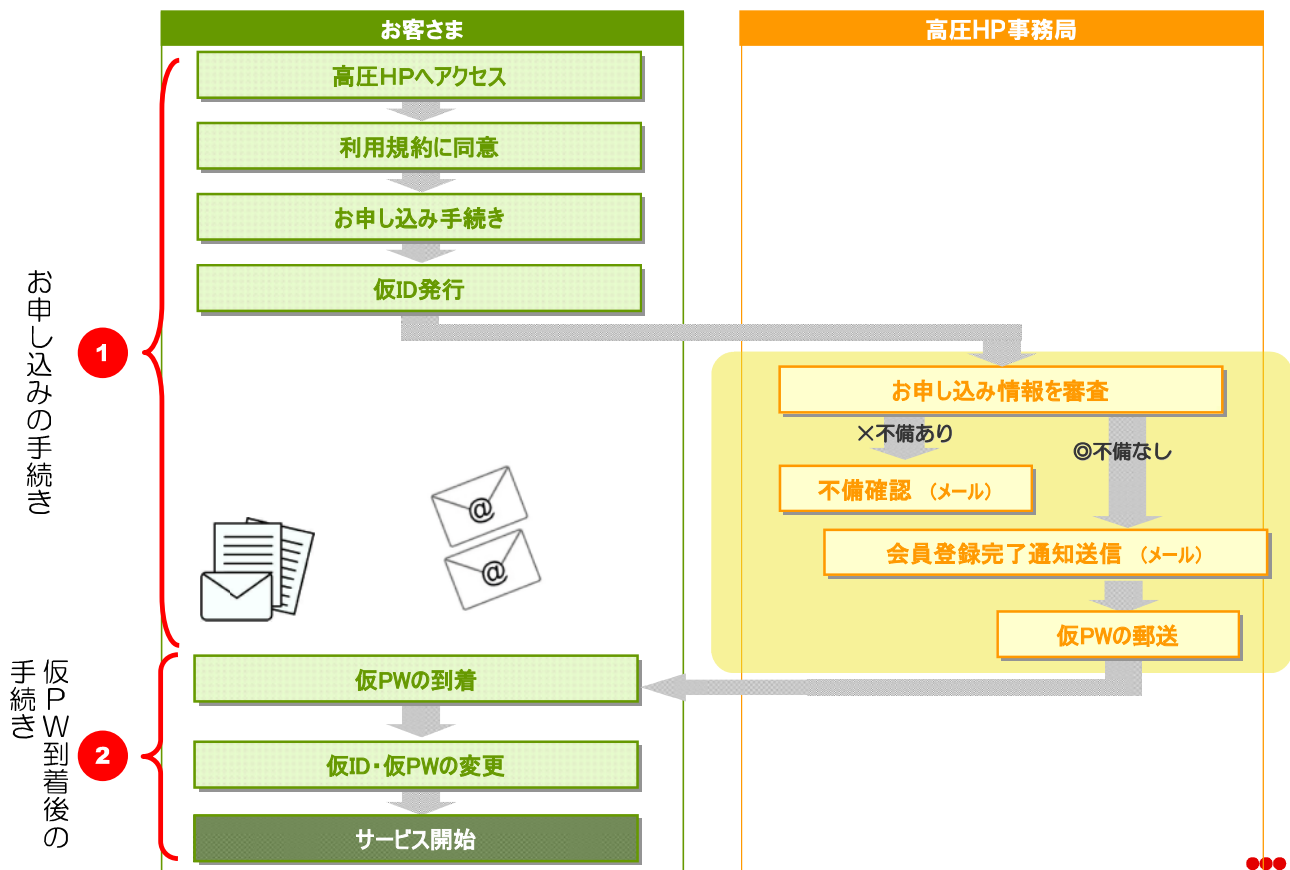 お客さま
高圧HP事務局
高圧HPへアクセス
利用規約に同意
お申し込み手続き
仮ID発行
お申し込みの手続き
1
お申し込み情報を審査
×不備あり
◎不備なし
不備確認 （メール）
会員登録完了通知送信 （メール）
仮PWの郵送
@
@
仮PW到着後の
手続き
2
仮PWの到着
仮ID・仮PWの変更
サービス開始